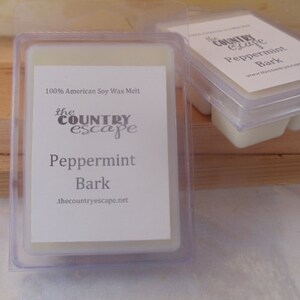 100% American Soy Wax Melt
the
COUNTRY
escape
Peppermint
Bark
.thecountryescape.net
the
COUNTRY
escape
Peppermint
Bark